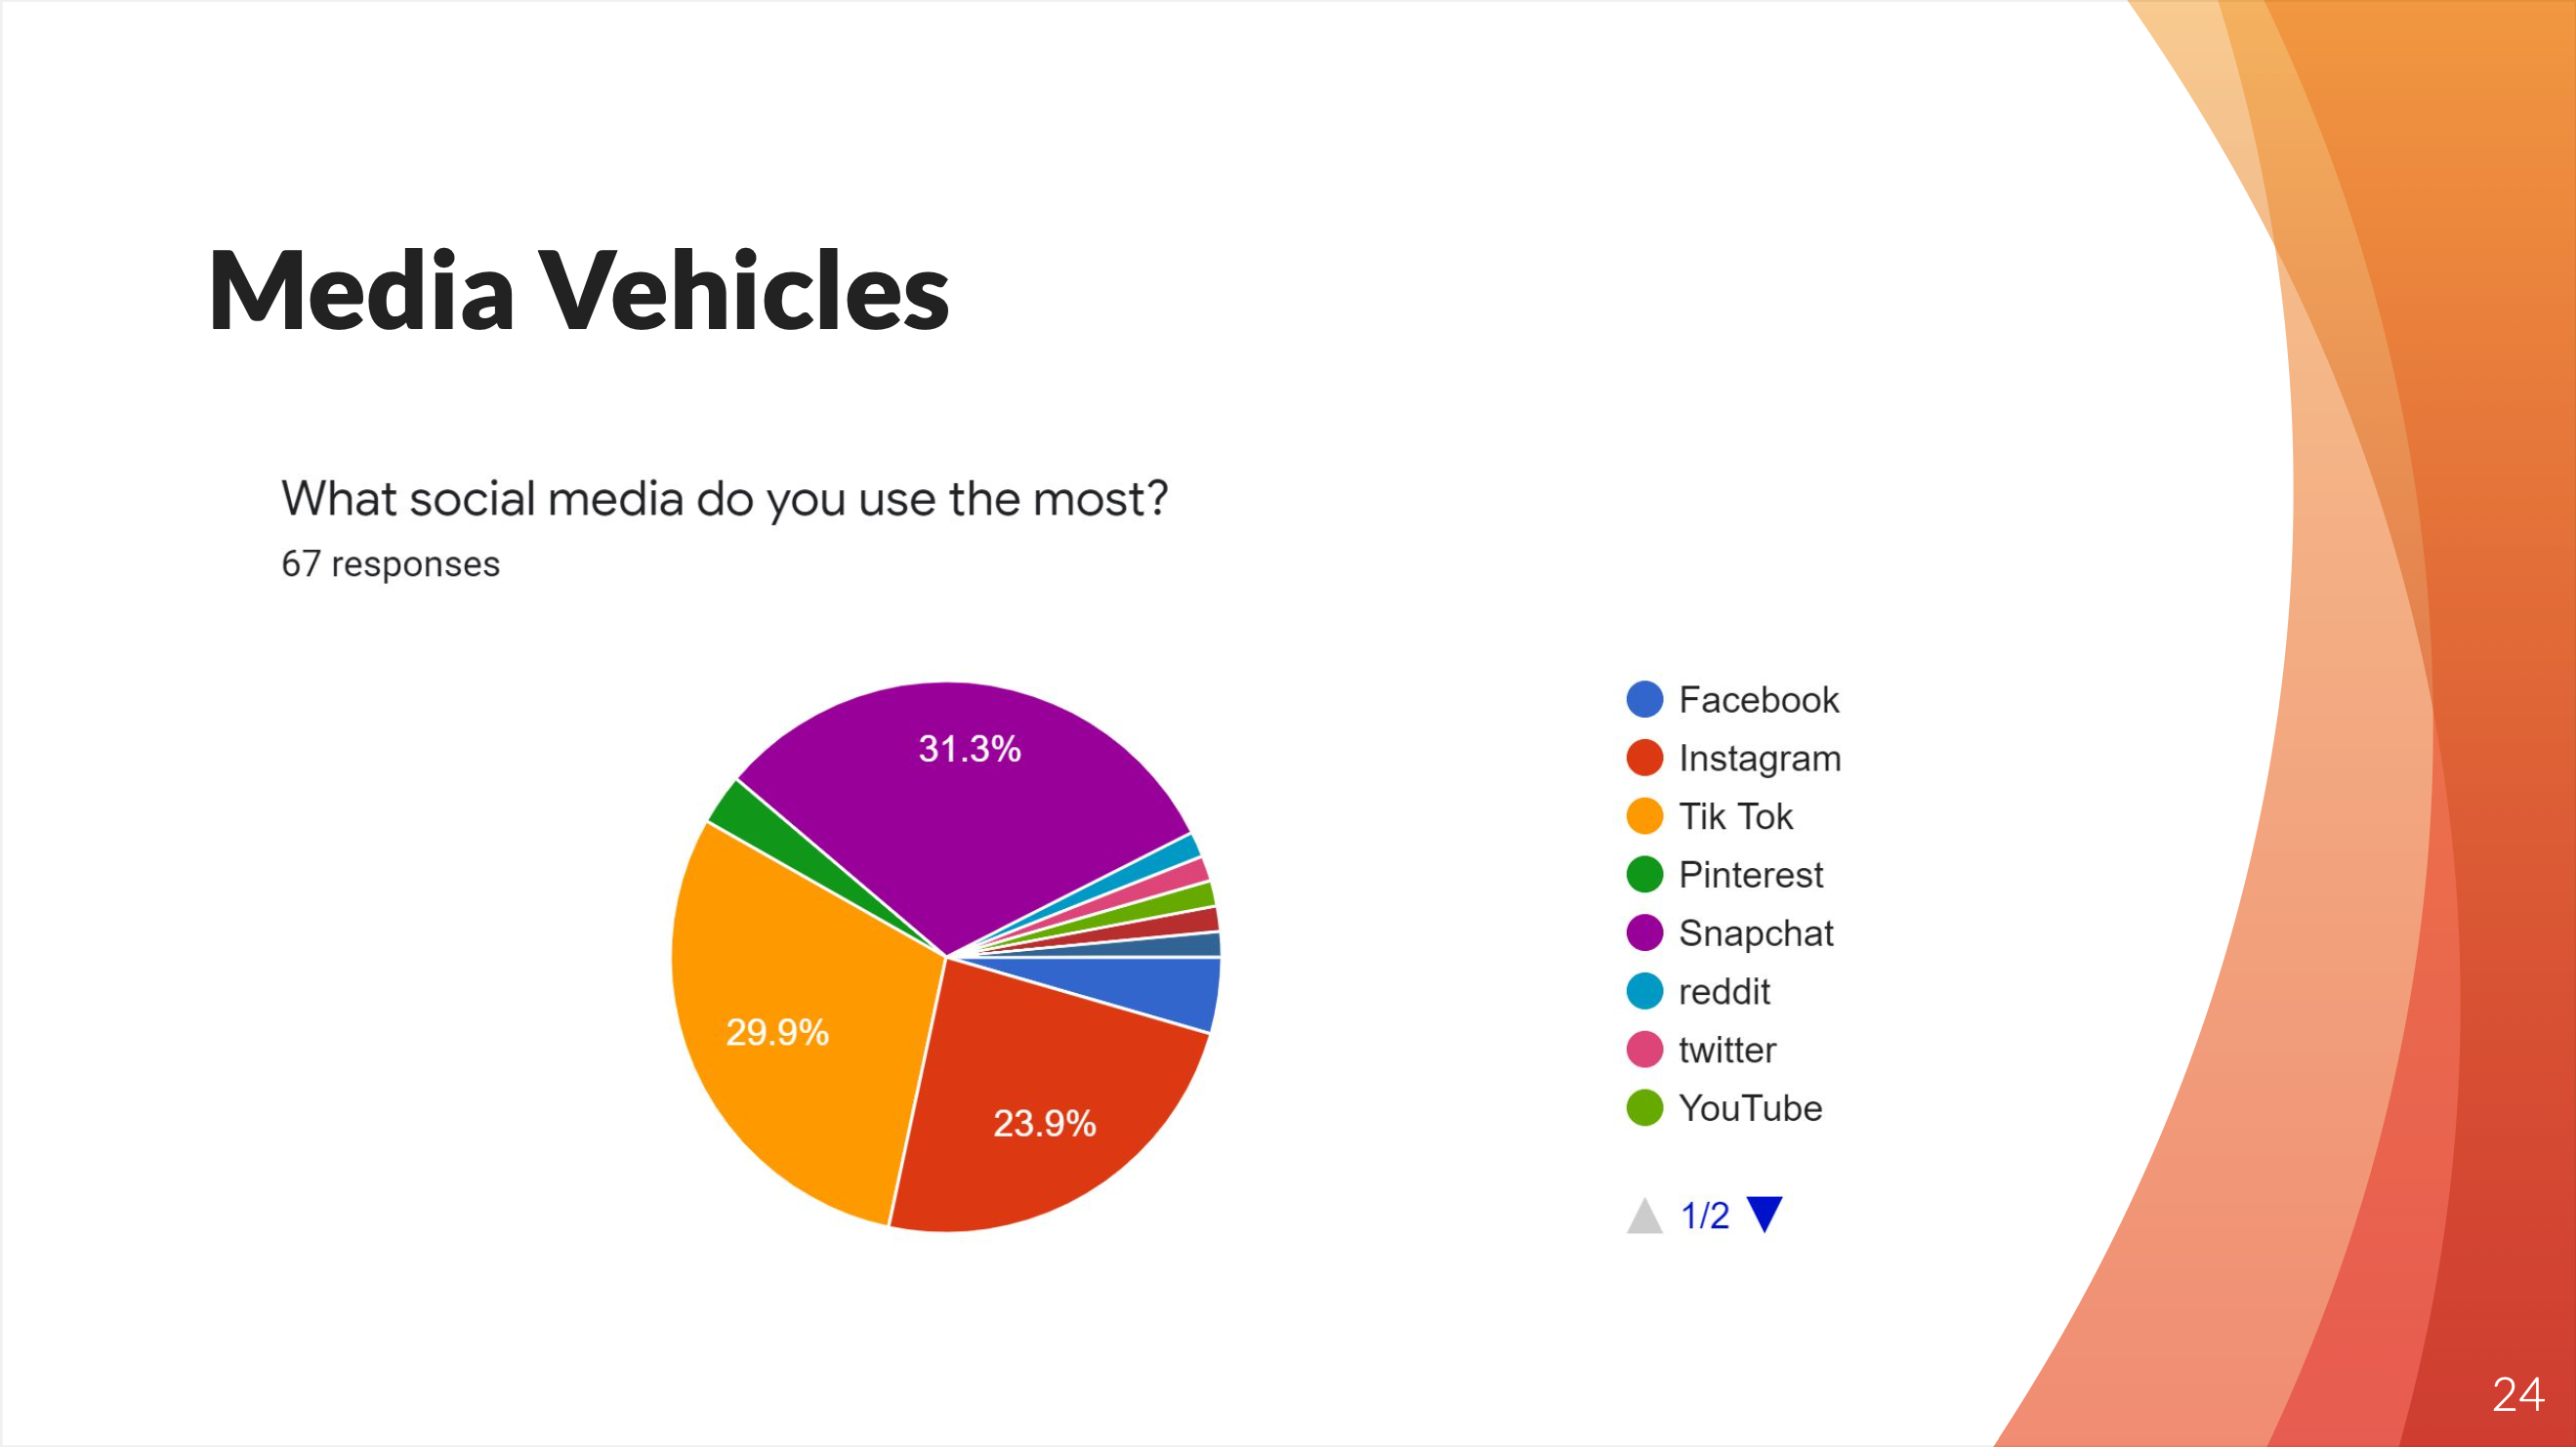 Media Vehicles
What social media do you use the most?
67 responses
31.3%
29.9%
23.9%
Facebook
Instagram
Tik Tok
Pinterest
Snapchat
reddit
twitter
YouTube
1/2
24